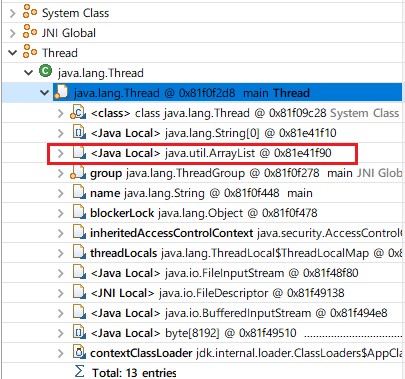 System Class
JNI Global
Thread
java.lang.Thread
java.lang.Thread @ 0x81f0f2d8 main Thread
<class> class java.lang.Thread @ 0x81f09c28 System Class
<Java Local> java.lang.String[0] @ 0x81e41f10
<Java Local> java.util.ArrayList @ 0x81e41f90
group java.lang.ThreadGroup @ 0x81f0f278 main JNI Glo
name java.lang.String @ 0x81f0f448 main
blockerLock java.lang.Object @ 0x81f0f478
inheritedAccessControlContext java.security.AccessContro
threadLocals java.lang.ThreadLocal$ThreadLocalMap @ 0x
<Java Local> java.io.FileInputStream @ 0x81f48f80
<JNI Local> java.io.FileDescriptor @ 0x81f49138
<Java Local> java.io.BufferedInputStream @ 0x81f494e8
<Java Local> byte[8192] @ 0x81f49510 ....................
contextClassLoader jdk.internal.loader.ClassLoaders$AppCla
Σ Total: 13 entries